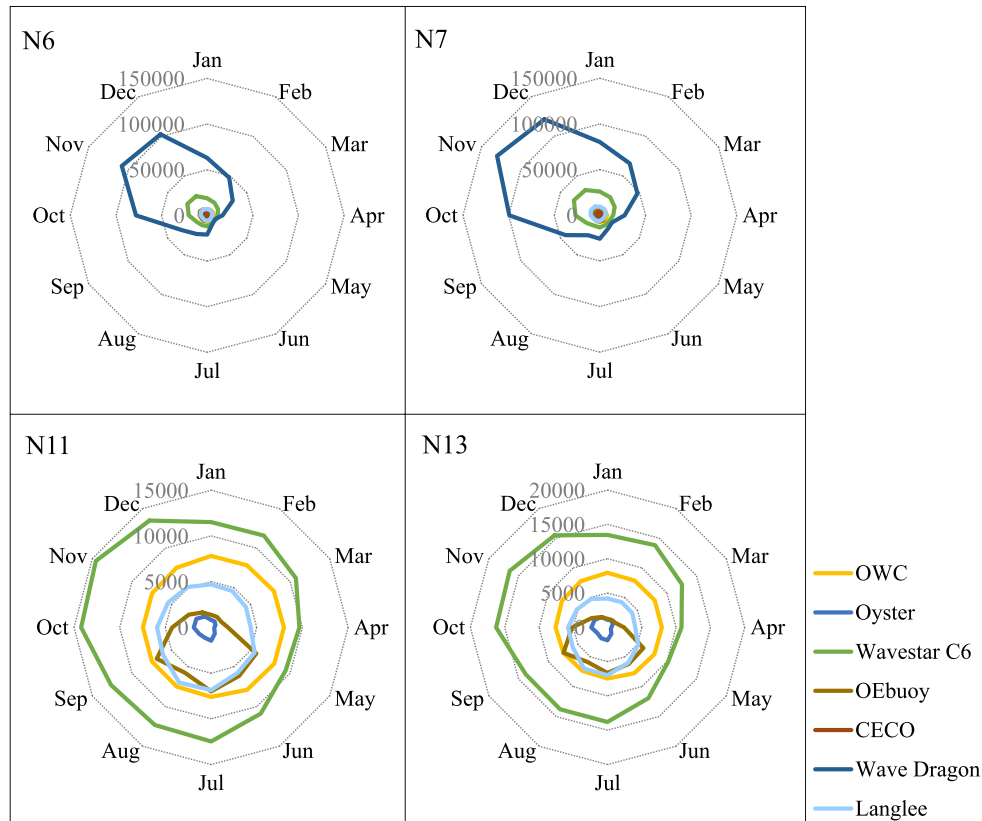 N6
Jan
150000
Dec
Feb
100000
Nov
Mar
50000
Oct
0
Apr
Sep
May
Aug
Jun
Jul
N7
Jan
150000
Dec
Feb
100000
Nov
Mar
50000
Oct
0
Apr
Sep
May
Aug
Jun
Jul
N11
Jan
15000
Dec
Feb
10000
Nov
Mar
5000
Oct
0
Apr
Sep
May
Aug
Jun
Jul
N13
Jan
20000
Dec
Feb
15000
Nov
Mar
10000
5000
Oct
0
Apr
Sep
May
Aug
Jun
Jul
OWC
Oyster
Wavestar C6
OEbuoy
CECO
Wave Dragon
Langlee